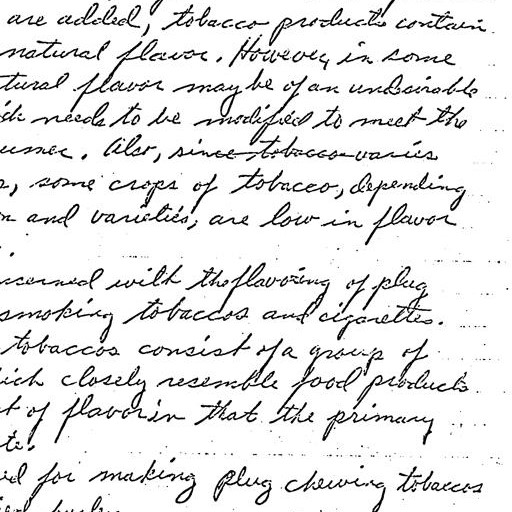 are added, tobacco products contain
natural flavor. However, in some
tural flavor may be of an undesirable
ch needs to be modified to meet the
umer. Also, since tobacco varies
, some crops of tobacco, depending
n and varieties, are low in flavor
.
ncerned with the flavoring of plug
smoking tobaccos and cigarettes.
tobaccos consist of a group of
ich closely resemble food products
t of flavor in that the primary
te.
ed for making plug chewing tobaccos